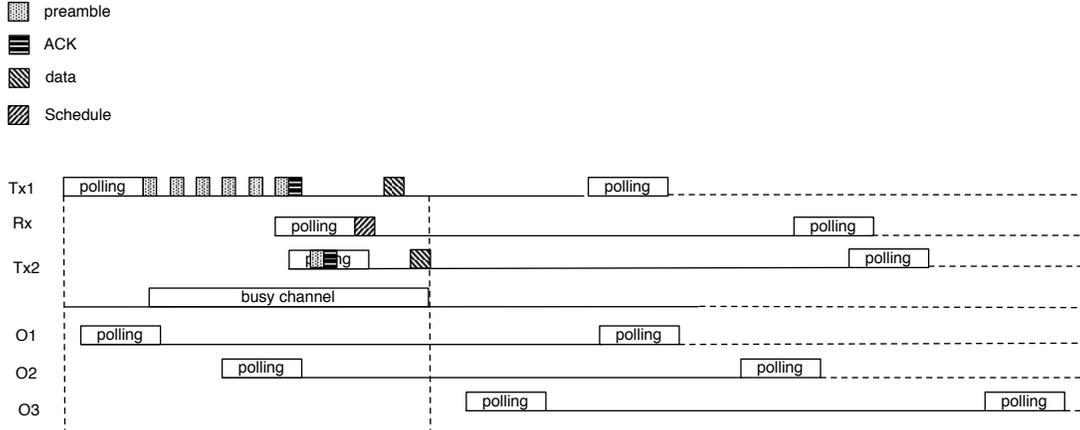 preamble
ACK
data
Schedule
Tx1 polling polling
Rx polling polling
Tx2 polling polling
busy channel
O1 polling polling
O2 polling polling
O3 polling polling